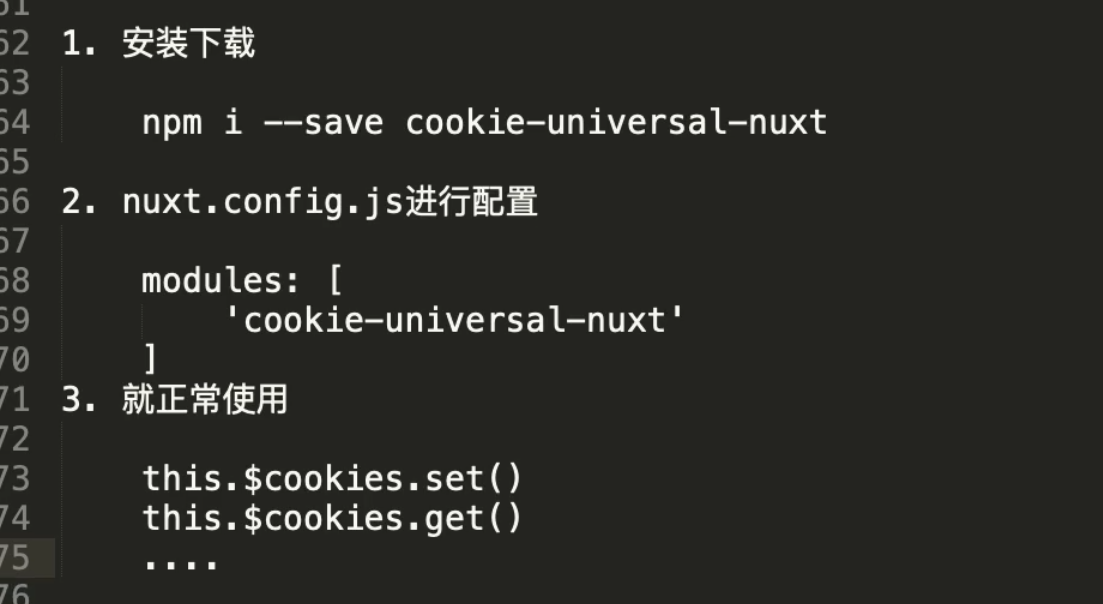 61
62 1. 安装下载
63
64 npm i --save cookie-universal-nuxt
65
66 2. nuxt.config.js进行配置
67
68 modules: [
69 'cookie-universal-nuxt'
70 ]
71 3. 就正常使用
72
73 this.$cookies.set()
74 this.$cookies.get()
75 ....
76